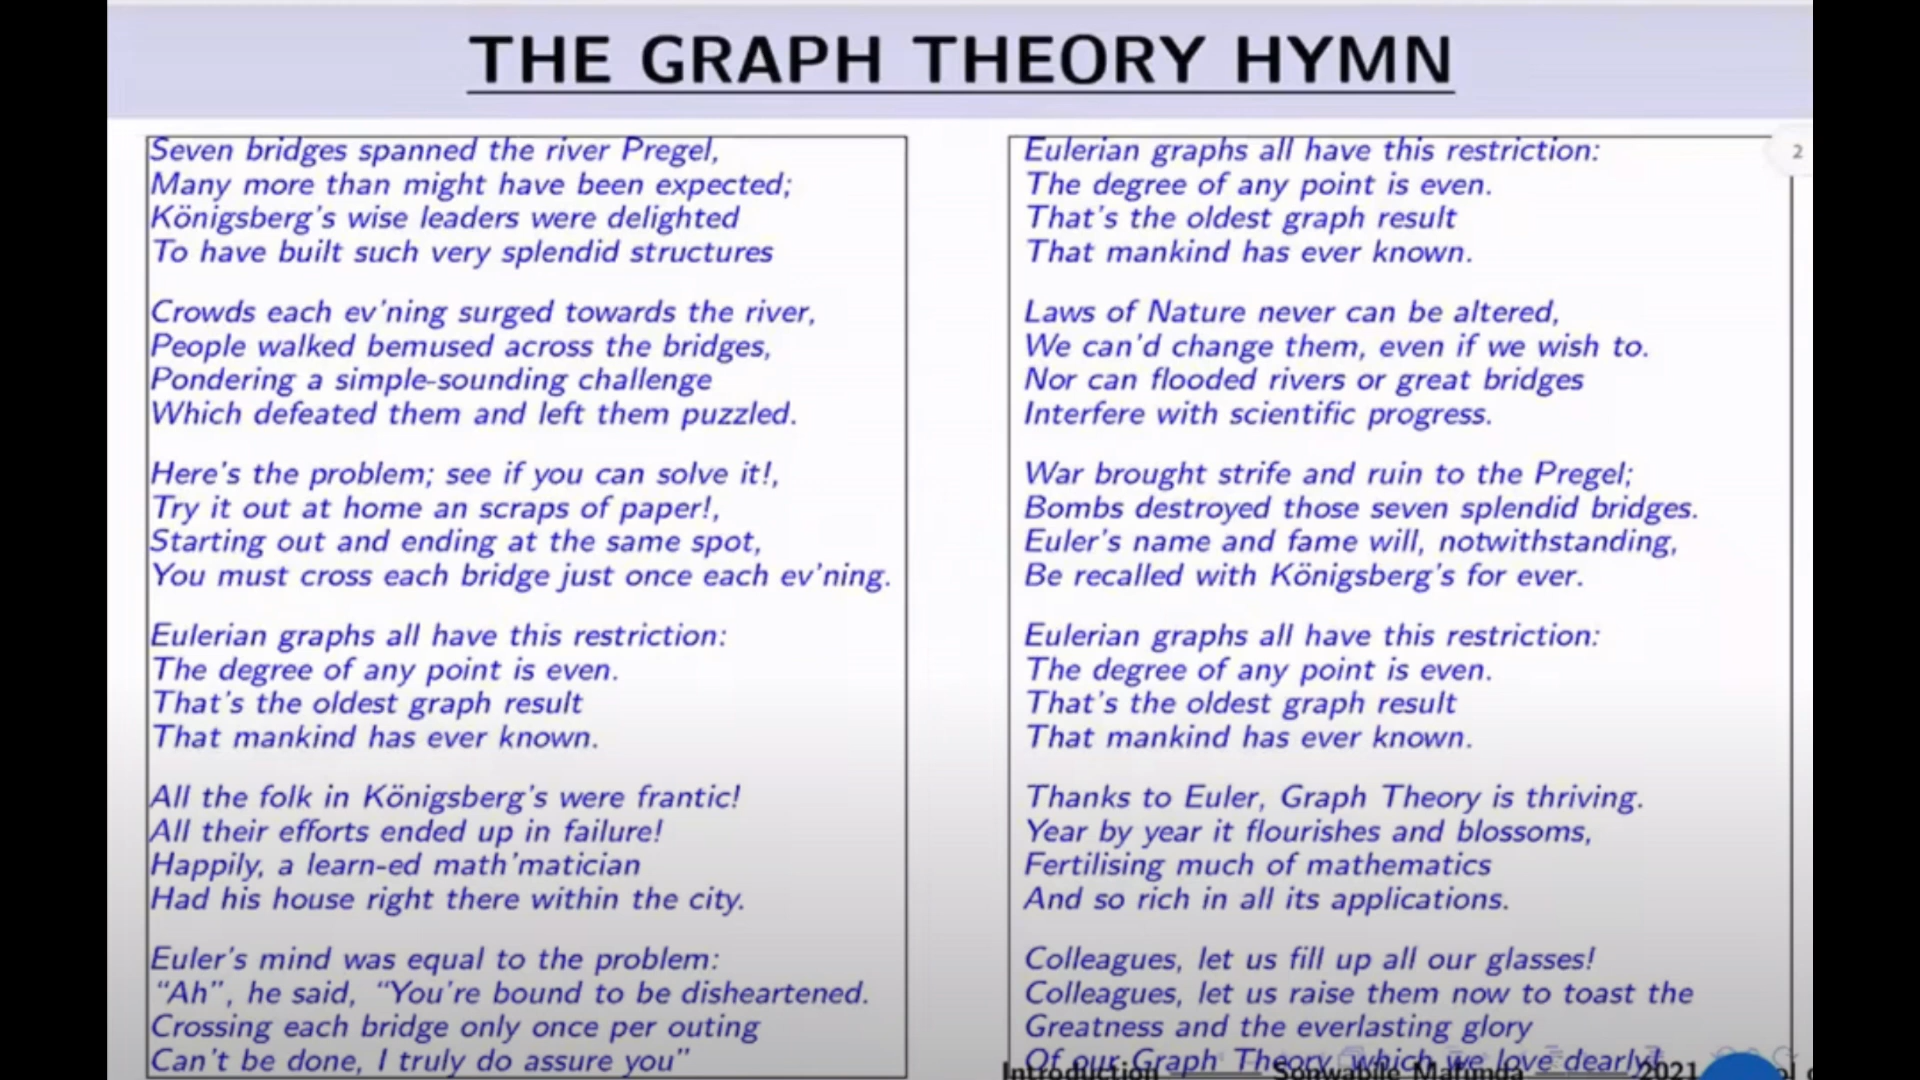 THE GRAPH THEORY HYMN
Seven bridges spanned the river Pregel,
Many more than might have been expected;
Königsberg's wise leaders were delighted
To have built such very splendid structures
Crowds each ev'ning surged towards the river,
People walked bemused across the bridges,
Pondering a simple-sounding challenge
Which defeated them and left them puzzled.
Here's the problem; see if you can solve it!,
Try it out at home an scraps of paper!,
Starting out and ending at the same spot,
You must cross each bridge just once each ev'ning.
Eulerian graphs all have this restriction:
The degree of any point is even.
That's the oldest graph result
That mankind has ever known.
All the folk in Königsberg's were frantic!
All their efforts ended up in failure!
Happily, a learn-ed math'matician
Had his house right there within the city.
Euler's mind was equal to the problem:
"Ah", he said, "You're bound to be disheartened.
Crossing each bridge only once per outing
Can't be done, I truly do assure you"
Eulerian graphs all have this restriction:
The degree of any point is even.
That's the oldest graph result
That mankind has ever known.
Laws of Nature never can be altered,
We can'd change them, even if we wish to.
Nor can flooded rivers or great bridges
Interfere with scientific progress.
War brought strife and ruin to the Pregel;
Bombs destroyed those seven splendid bridges.
Euler's name and fame will, notwithstanding,
Be recalled with Königsberg's for ever.
Eulerian graphs all have this restriction:
The degree of any point is even.
That's the oldest graph result
That mankind has ever known.
Thanks to Euler, Graph Theory is thriving.
Year by year it flourishes and blossoms,
Fertilising much of mathematics
And so rich in all its applications.
Colleagues, let us fill up all our glasses!
Colleagues, let us raise them now to toast the
Greatness and the everlasting glory
Of our Graph Theory, which we love dearly!
2
Introduction Sonwabile Mafunda 2021